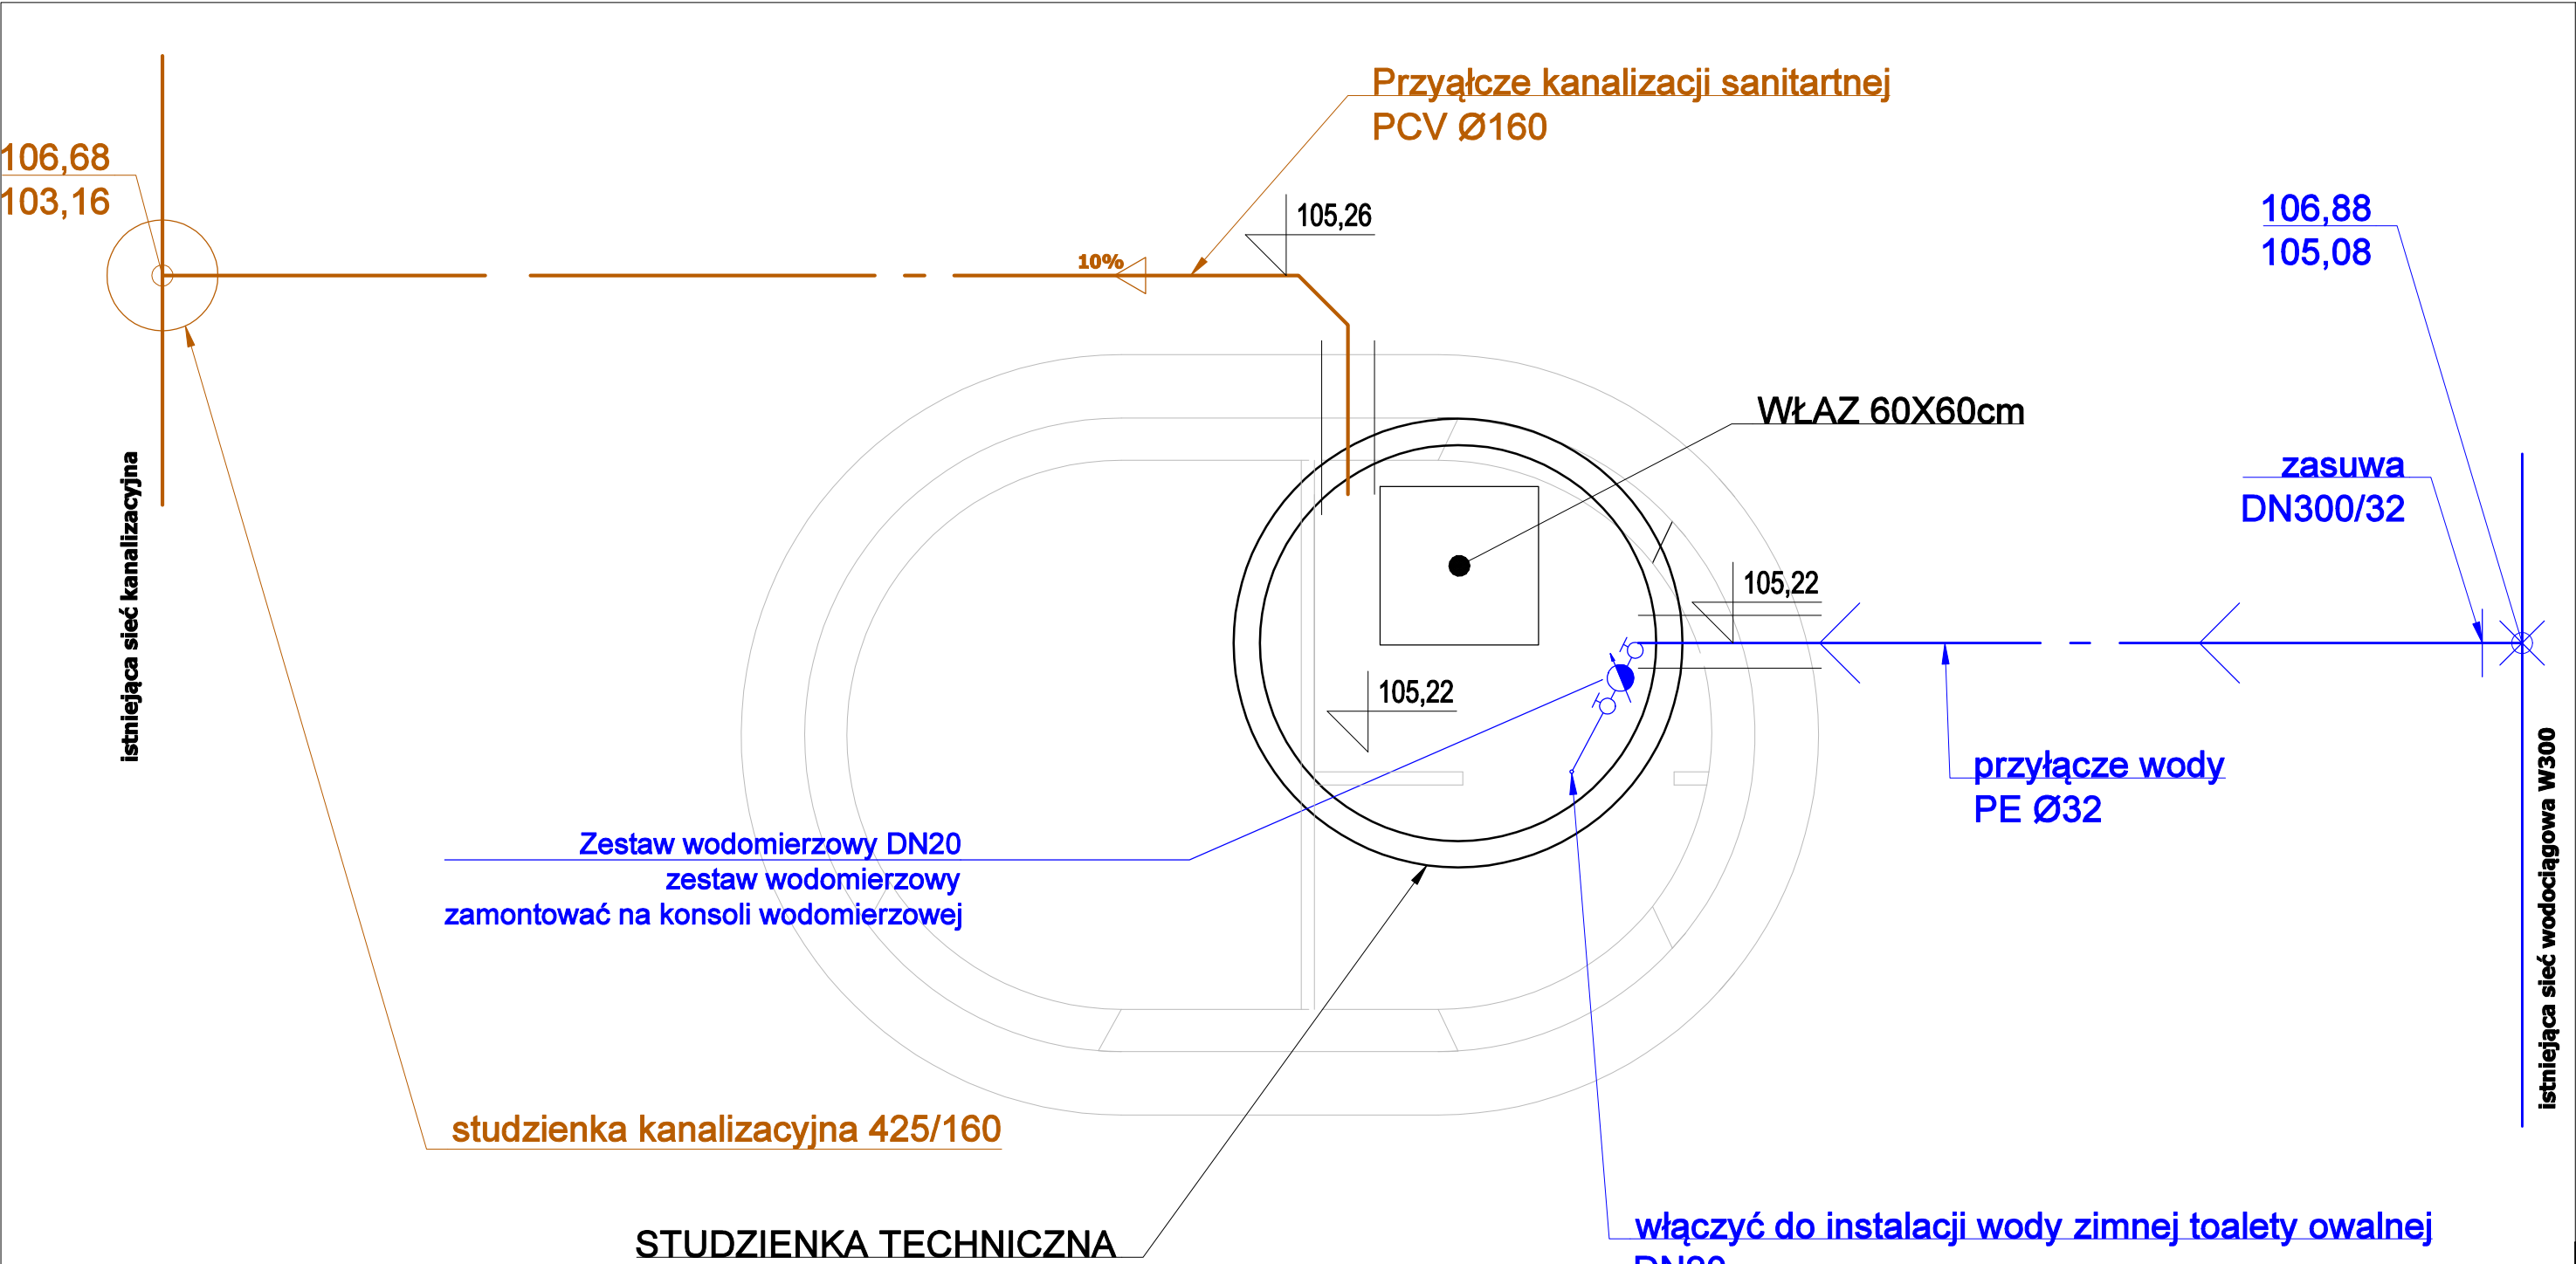 Przyąłcze kanalizacji sanitartnej
PCV Ø160
106,68
103,16
105,26
106,88
105,08
10%
WŁAZ 60X60cm
zasuwa
DN300/32
istniejąca sieć kanalizacyjna
105,22
105,22
przyłącze wody
PE Ø32
istniejąca sieć wodociągowa W300
Zestaw wodomierzowy DN20
zestaw wodomierzowy
zamontować na konsoli wodomierzowej
studzienka kanalizacyjna 425/160
STUDZIENKA TECHNICZNA
włączyć do instalacji wody zimnej toalety owalnej